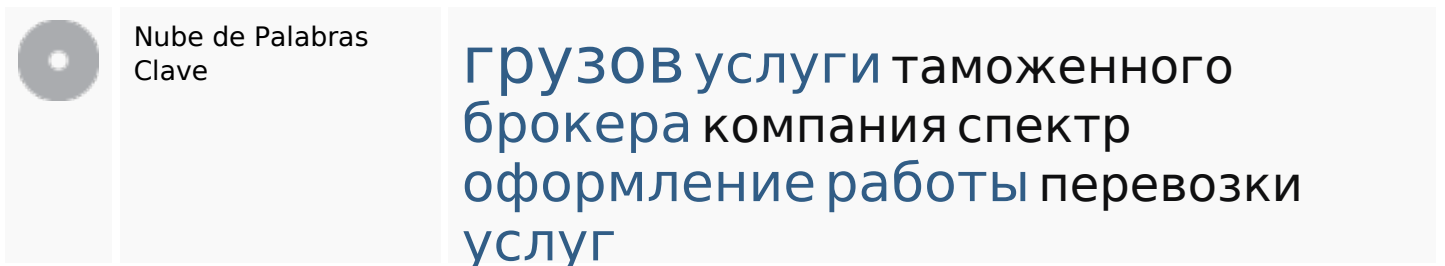 Nube de Palabras
Clave
грузов услуги таможенного
брокера компания спектр
оформление работы перевозки
услуг